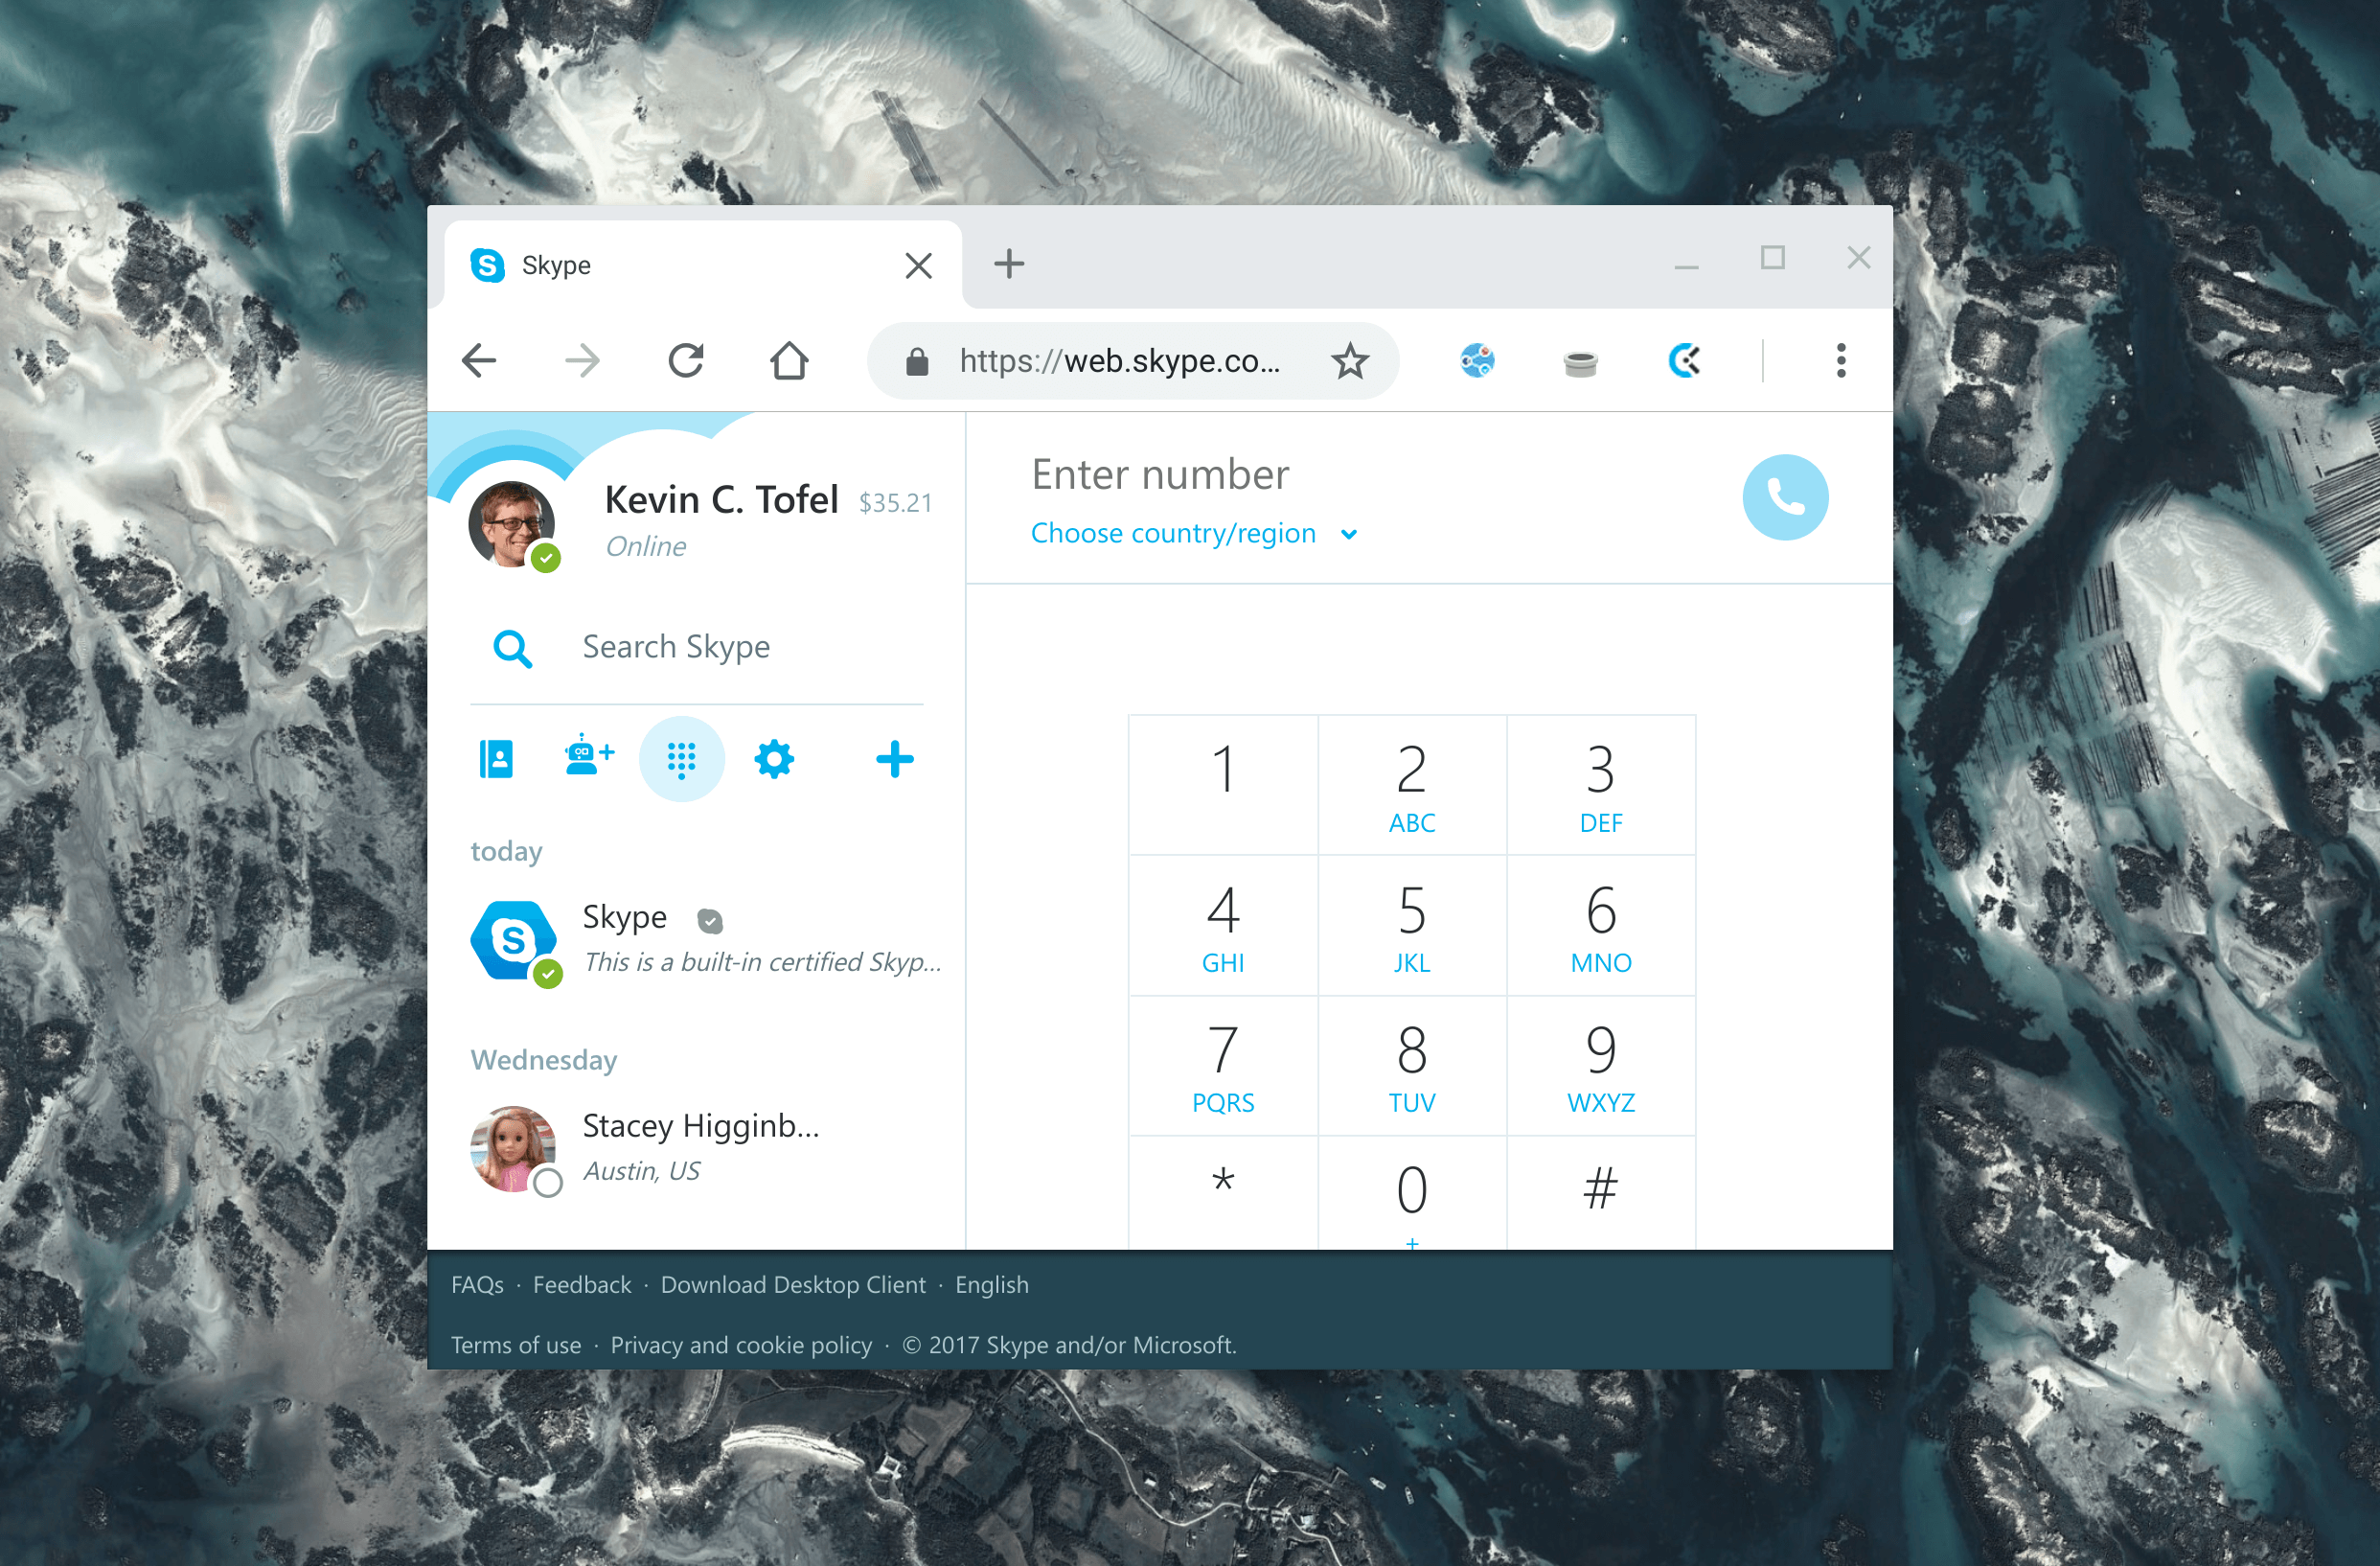 Skype
https://web.skype.co...
Kevin C. Tofel $35.21
Online
Search Skype
today
Skype
This is a built-in certified Skyp...
Wednesday
Stacey Higginb...
Austin, US
Enter number
Choose country/region
1 2 3
ABC DEF
4 5 6
GHI JKL MNO
7 8 9
PQRS TUV WXYZ
* 0 #
+
FAQs · Feedback · Download Desktop Client · English
Terms of use · Privacy and cookie policy · © 2017 Skype and/or Microsoft.